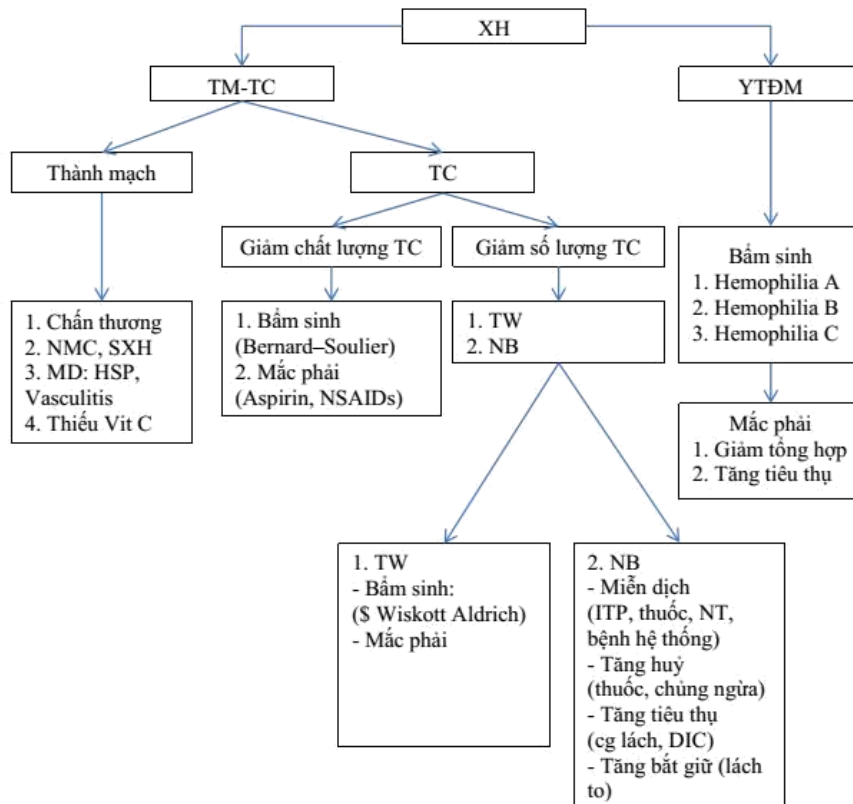 XH
TM-TC
YTĐM
Thành mạch
TC
Giảm chất lượng TC
Giảm số lượng TC
Bẩm sinh
1. Hemophilia A
2. Hemophilia B
3. Hemophilia C
1. Chấn thương
2. NMC, SXH
3. MD: HSP,
Vasculitis
4. Thiếu Vit C
1. Bẩm sinh
(Bernard–Soulier)
2. Mắc phải
(Aspirin, NSAIDs)
1. TW
2. NB
Mắc phải
1. Giảm tổng hợp
2. Tăng tiêu thụ
1. TW
- Bẩm sinh:
($ Wiskott Aldrich)
- Mắc phải
2. NB
- Miễn dịch
(ITP, thuốc, NT,
bệnh hệ thống)
- Tăng huỷ
(thuốc, chủng ngừa)
- Tăng tiêu thụ
(cg lách, DIC)
- Tăng bắt giữ (lách
to)